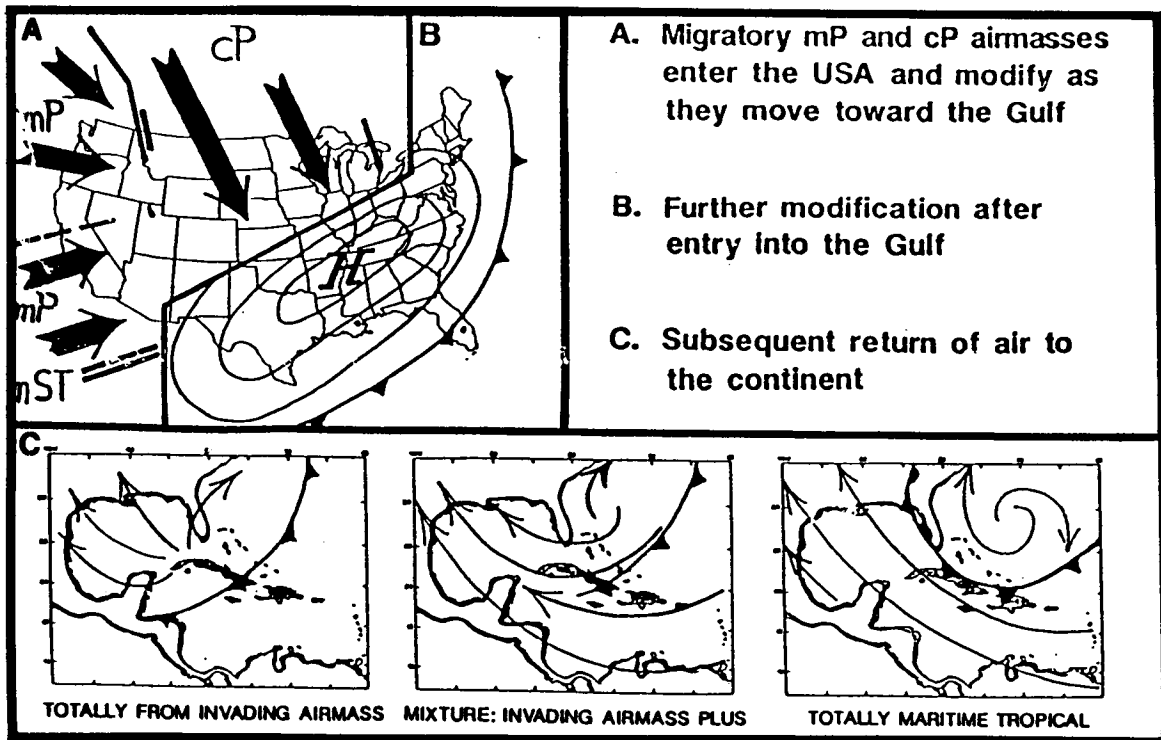 A
cP
B
mP
mP
mST
H
A. Migratory mP and cP airmasses
enter the USA and modify as
they move toward the Gulf
B. Further modification after
entry into the Gulf
C. Subsequent return of air to
the continent
C
TOTALLY FROM INVADING AIRMASS
MIXTURE: INVADING AIRMASS PLUS
TOTALLY MARITIME TROPICAL